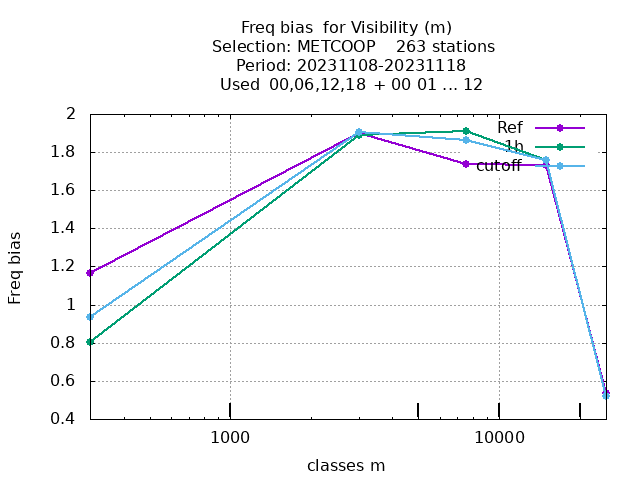 Freq bias for Visibility (m)
Selection: METCOOP 263 stations
Period: 20231108-20231118
Used 00,06,12,18 + 00 01 ... 12
Ref
1h
cutoff
2
1.8
1.6
1.4
1.2
1
0.8
0.6
0.4
Freq bias
1000
10000
classes m